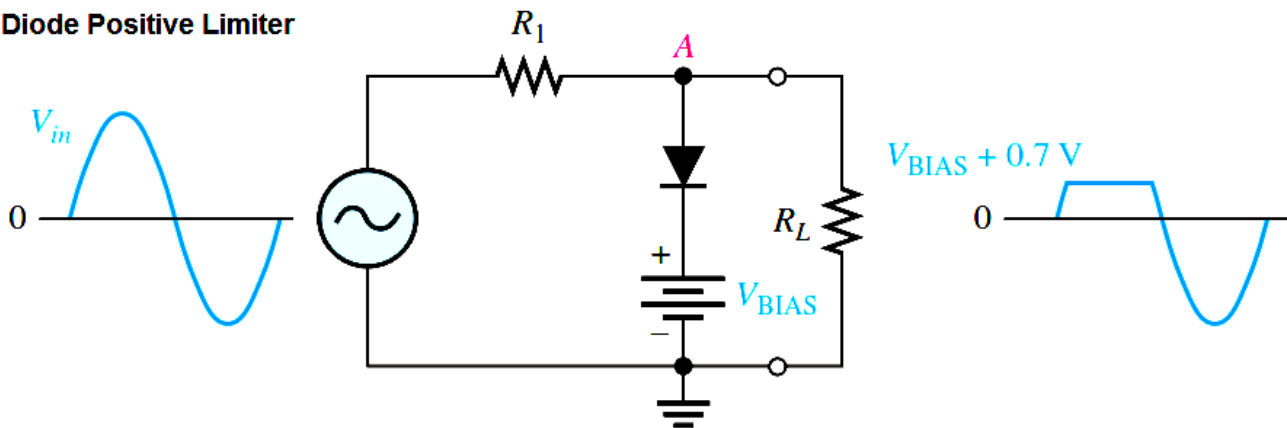 Diode Positive Limiter
R1
A
Vin
VBIAS + 0.7 V
0
0
RL
+
VBIAS
–